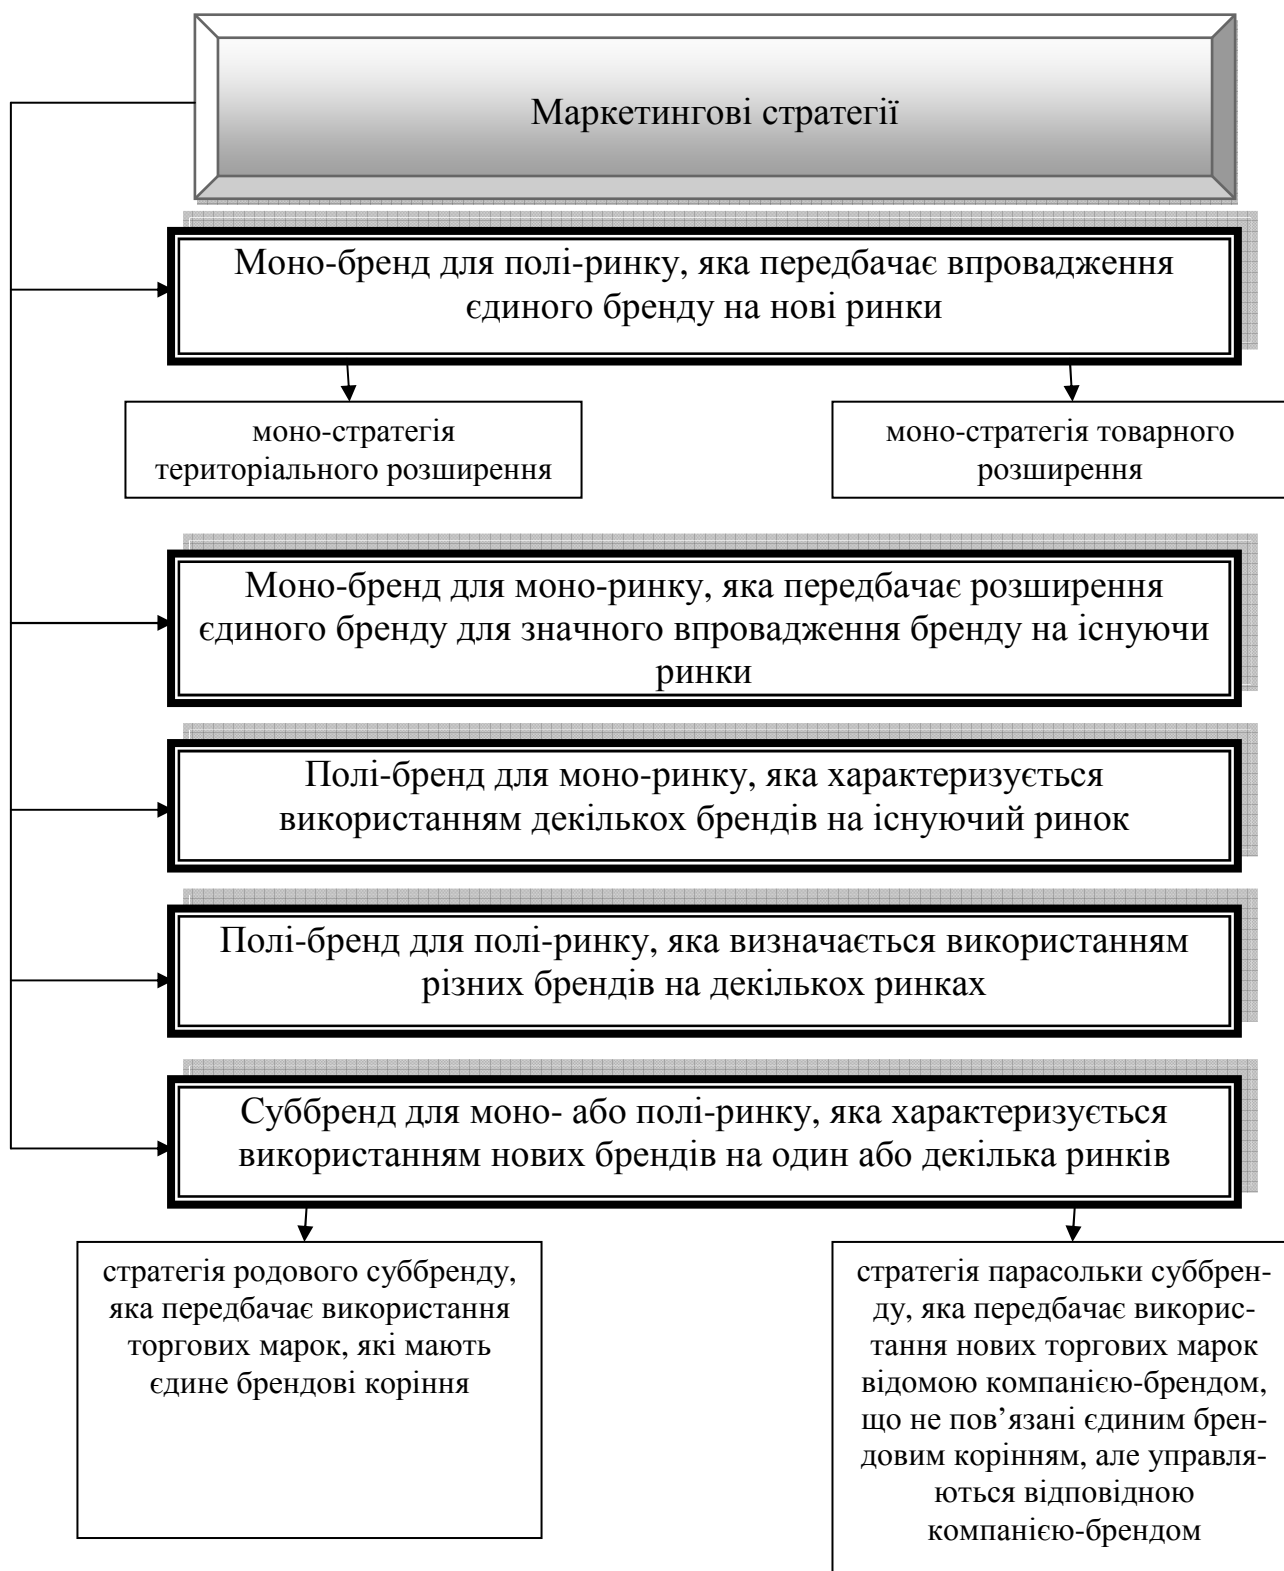 Маркетингові стратегії
Моно-бренд для полі-ринку, яка передбачає впровадження
єдиного бренду на нові ринки
моно-стратегія
територіального розширення
моно-стратегія товарного
розширення
Моно-бренд для моно-ринку, яка передбачає розширення
єдиного бренду для значного впровадження бренду на існуючи
ринки
Полі-бренд для моно-ринку, яка характеризується
використанням декількох брендів на існуючий ринок
Полі-бренд для полі-ринку, яка визначається використанням
різних брендів на декількох ринках
Суббренд для моно- або полі-ринку, яка характеризується
використанням нових брендів на один або декілька ринків
стратегія родового суббренду,
яка передбачає використання
торгових марок, які мають
єдине брендові коріння
стратегія парасольки суббрен-
ду, яка передбачає викорис-
тання нових торгових марок
відомою компанією-брендом,
що не пов’язані єдиним брен-
довим корінням, але управля-
ються відповідною
компанією-брендом